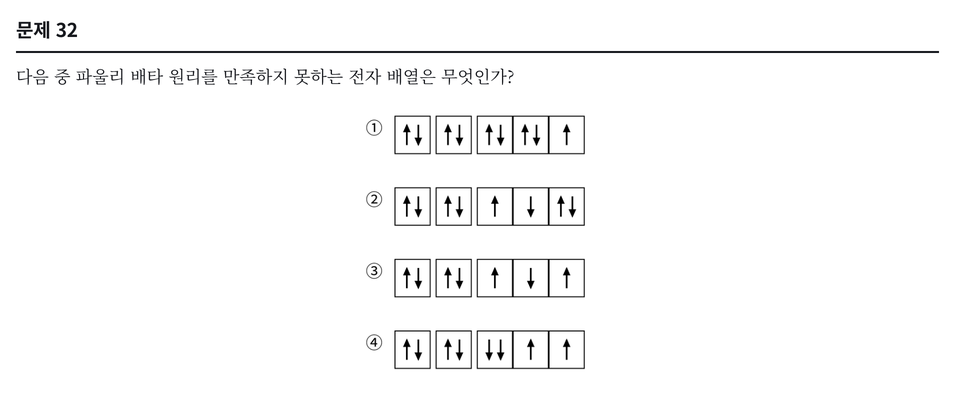 문제 32
다음 중 파울리 배타 원리를 만족하지 못하는 전자 배열은 무엇인가?
① ↑↓ ↑↓ ↑↓ ↑↓ ↑
② ↑↓ ↑↓ ↑ ↓ ↑↓
③ ↑↓ ↑↓ ↑ ↓ ↑
④ ↑↓ ↑↓ ↓↓ ↑ ↑